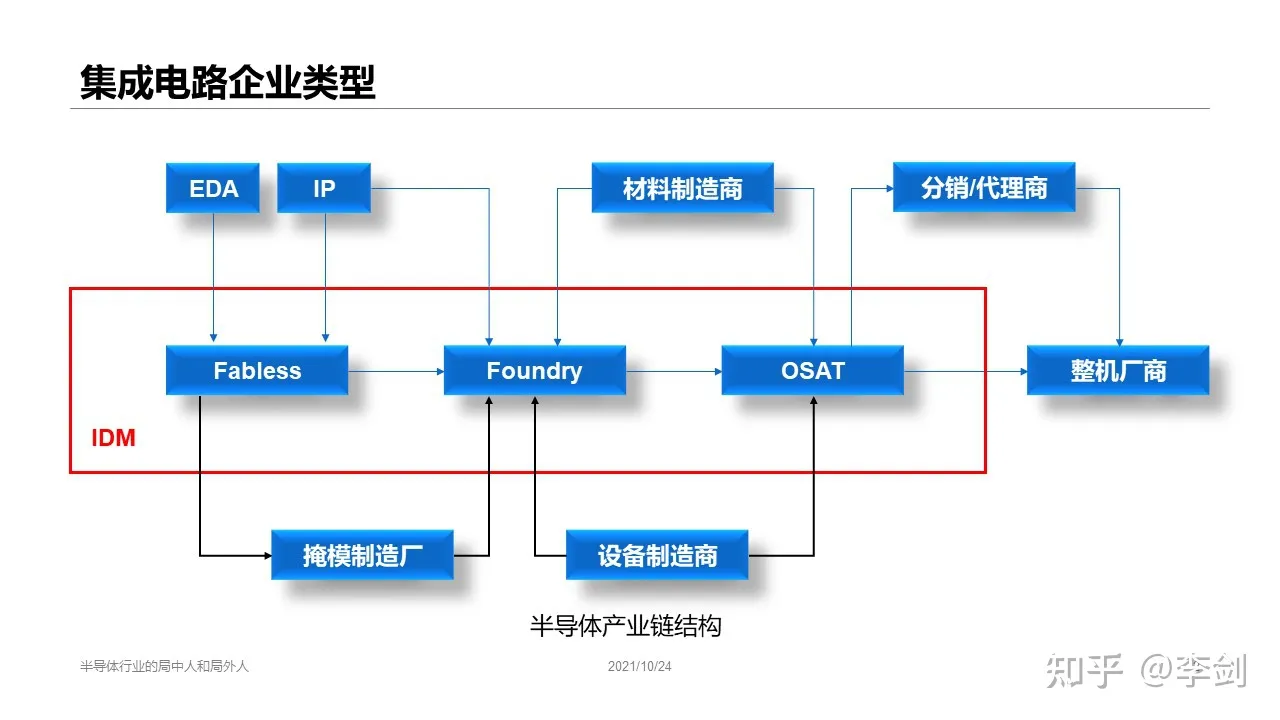 集成电路企业类型
EDA
IP
材料制造商
分销/代理商
Fabless
Foundry
OSAT
整机厂商
IDM
掩模制造厂
设备制造商
半导体产业链结构
半导体行业的局中人和局外人
2021/10/24
知乎 @李剑